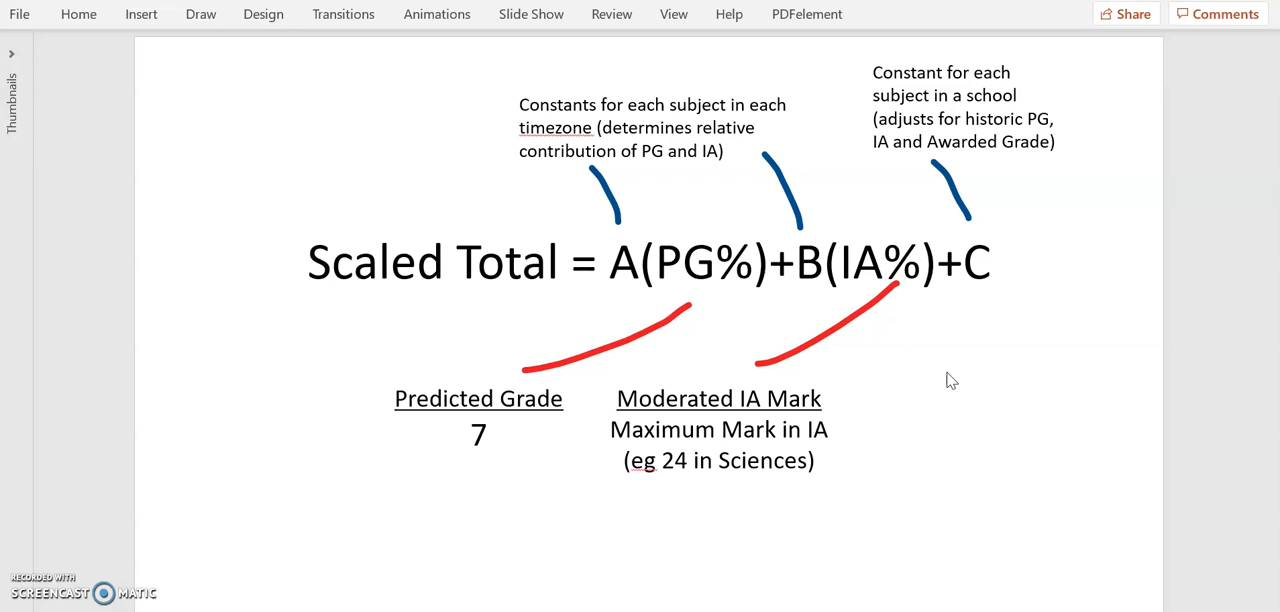 File Home Insert Draw Design Transitions Animations Slide Show Review View Help PDFelement Share Comments
Thumbnails
Constants for each subject in each
timezone (determines relative
contribution of PG and IA)
Constant for each
subject in a school
(adjusts for historic PG,
IA and Awarded Grade)
Scaled Total = A(PG%)+B(IA%)+C
Predicted Grade
7
Moderated IA Mark
Maximum Mark in IA
(eg 24 in Sciences)
RECORDED WITH
SCREENCAST MATIC